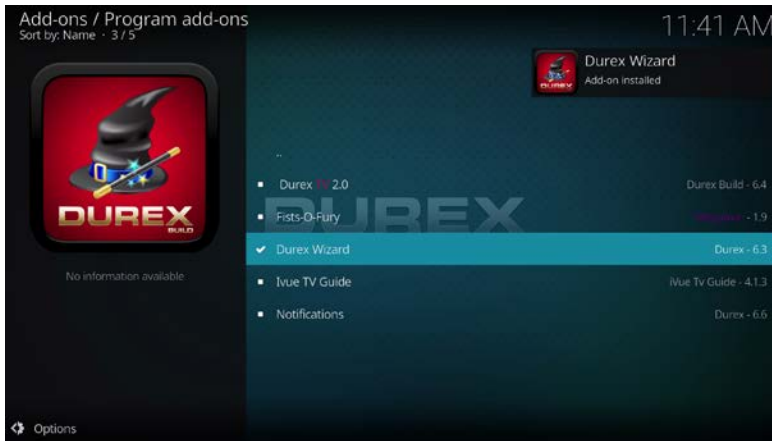 Add-ons / Program add-ons
Sort by: Name · 3 / 5
11:41 AM
Durex Wizard
Add-on installed
DUREX
DUREX
BUILD
No information available
..
Durex TV 2.0
Durex Build - 6.4
DUREX
Fists-O-Fury
- 1.9
Durex Wizard
Durex - 6.3
Ivue TV Guide
iVue Tv Guide - 4.1.3
Notifications
Durex - 6.6
Options